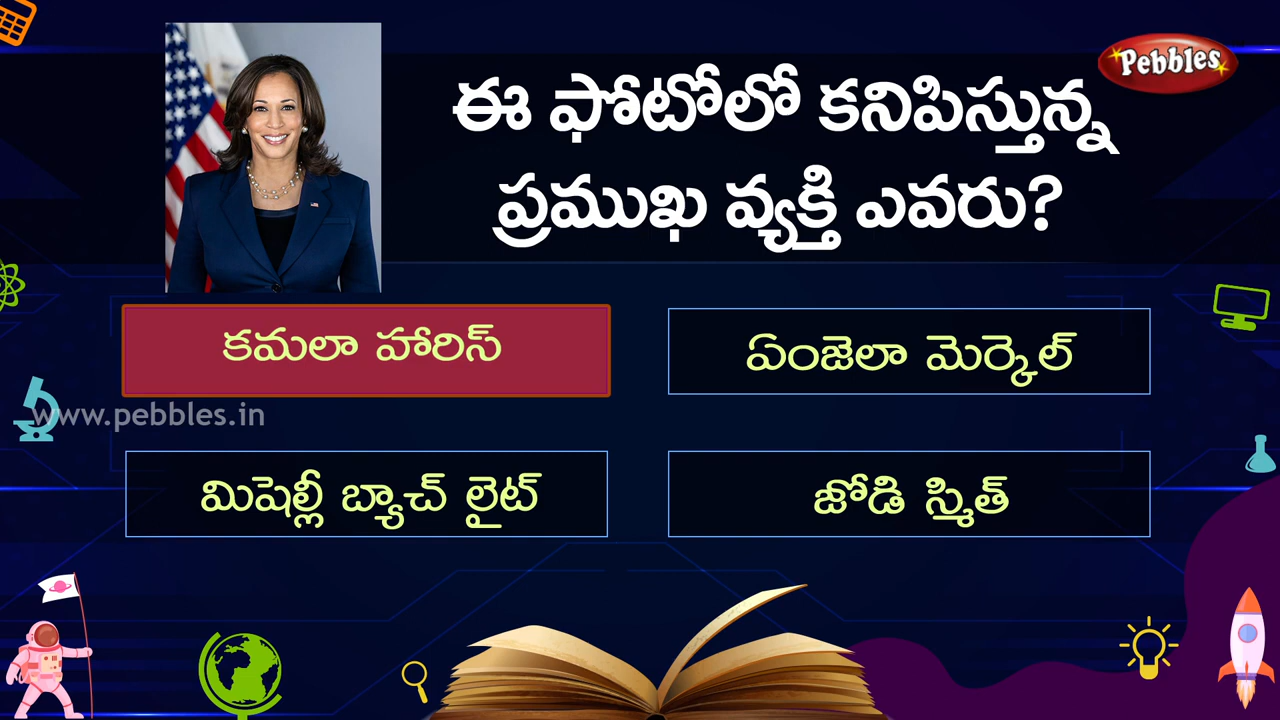 Pebbles
ఈ ఫోటోలో కనిపిస్తున్న
ప్రముఖ వ్యక్తి ఎవరు?
కమలా హారిస్
ఏంజెలా మెర్కెల్
www.pebbles.in
మిషెల్లీ బ్యాచ్ లైట్
జోడి స్మిత్